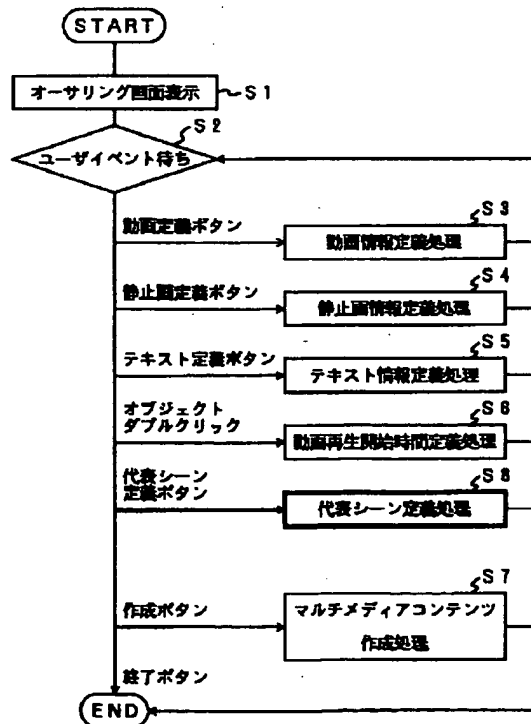 START
オーサリング画面表示
S1
S2
ユーザイベント待ち
動画定義ボタン
S3
動画情報定義処理
静止画定義ボタン
S4
静止画情報定義処理
テキスト定義ボタン
S5
テキスト情報定義処理
オブジェクト
ダブルクリック
S6
動画再生開始時間定義処理
代表シーン
定義ボタン
S8
代表シーン定義処理
作成ボタン
S7
マルチメディアコンテンツ
作成処理
終了ボタン
END